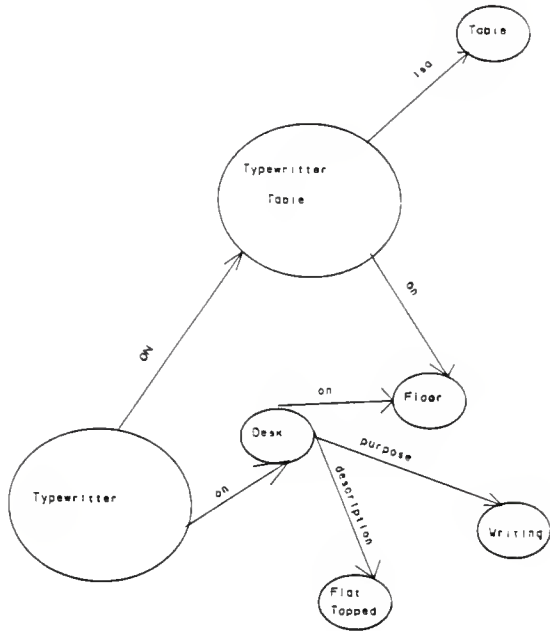 Table
Isa
Typewritter
Table
on
ON
on
Floor
Desk
purpose
Typewritter
on
description
Writing
Flat
Topped